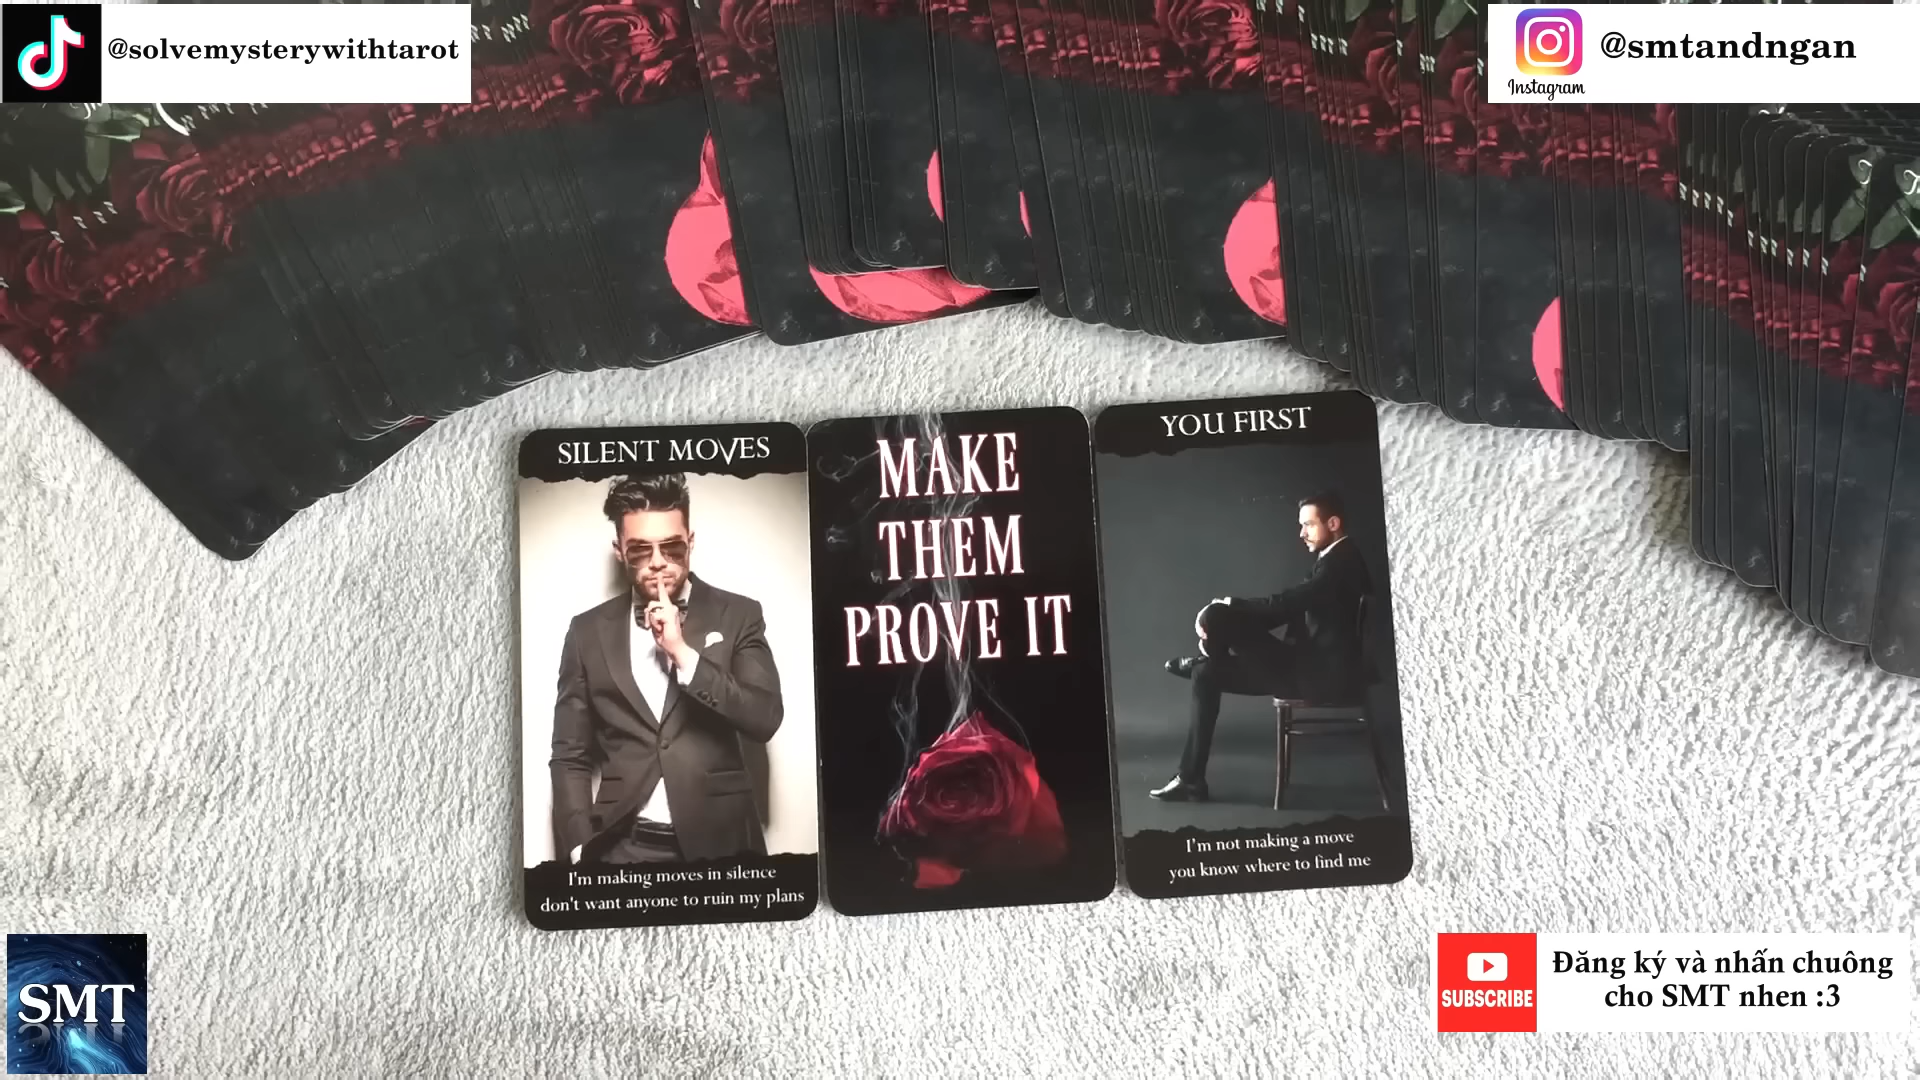 @solvemysterywithtarot
Instagram
@smtandngan
SILENT MOVES
I'm making moves in silence
don't want anyone to ruin my plans
MAKE
THEM
PROVE IT
YOU FIRST
I'm not making a move
you know where to find me
SMT
SUBSCRIBE
Đăng ký và nhấn chuông
cho SMT nhen :3